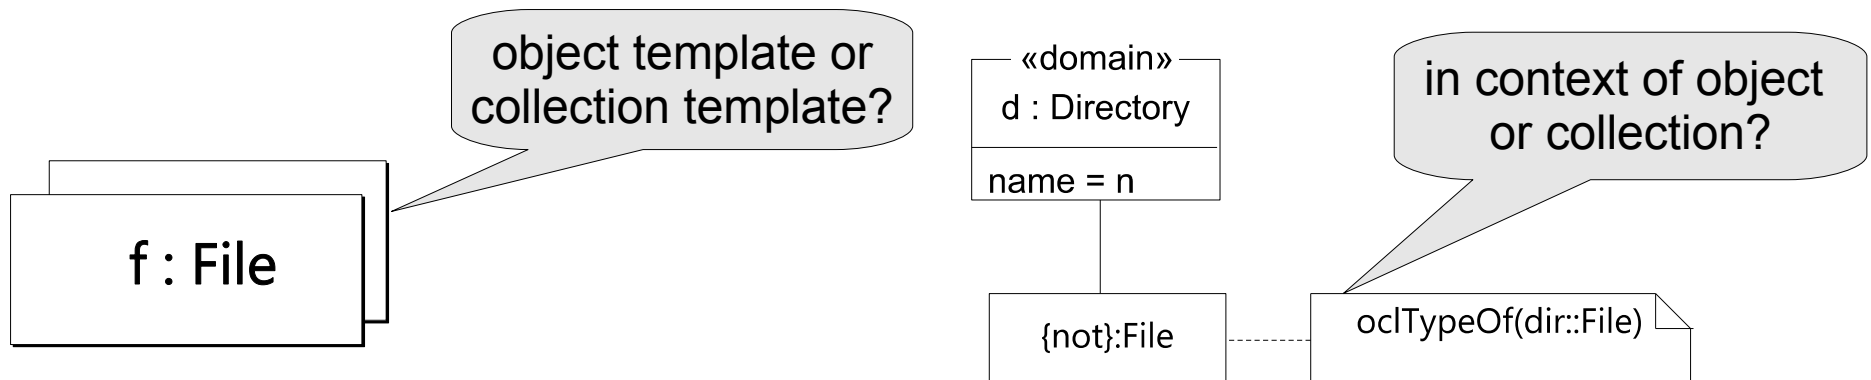 object template or
collection template?
f : File
«domain»
d : Directory
name = n
{not}:File
in context of object
or collection?
oclTypeOf(dir::File)